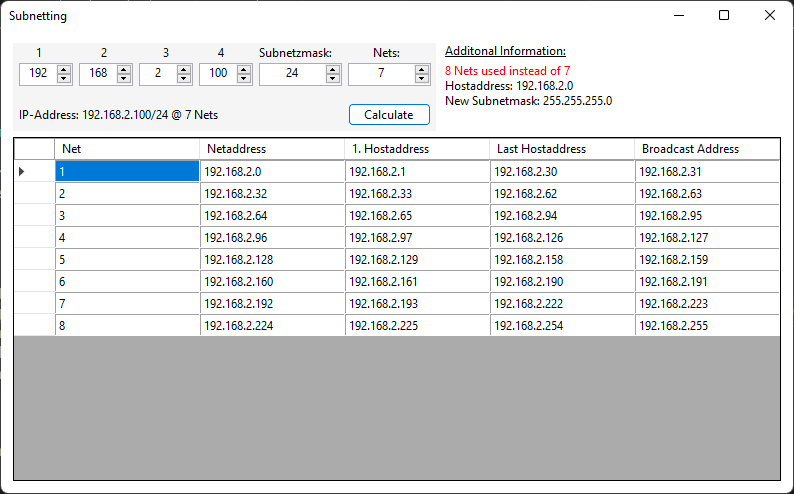 Subnetting
1 2 3 4 Subnetzmask: Nets:
192 168 2 100 24 7
IP-Address: 192.168.2.100/24 @ 7 Nets
Calculate
Additonal Information:
8 Nets used instead of 7
Hostaddress: 192.168.2.0
New Subnetmask: 255.255.255.0
Net Netaddress 1. Hostaddress Last Hostaddress Broadcast Address
1 192.168.2.0 192.168.2.1 192.168.2.30 192.168.2.31
2 192.168.2.32 192.168.2.33 192.168.2.62 192.168.2.63
3 192.168.2.64 192.168.2.65 192.168.2.94 192.168.2.95
4 192.168.2.96 192.168.2.97 192.168.2.126 192.168.2.127
5 192.168.2.128 192.168.2.129 192.168.2.158 192.168.2.159
6 192.168.2.160 192.168.2.161 192.168.2.190 192.168.2.191
7 192.168.2.192 192.168.2.193 192.168.2.222 192.168.2.223
8 192.168.2.224 192.168.2.225 192.168.2.254 192.168.2.255